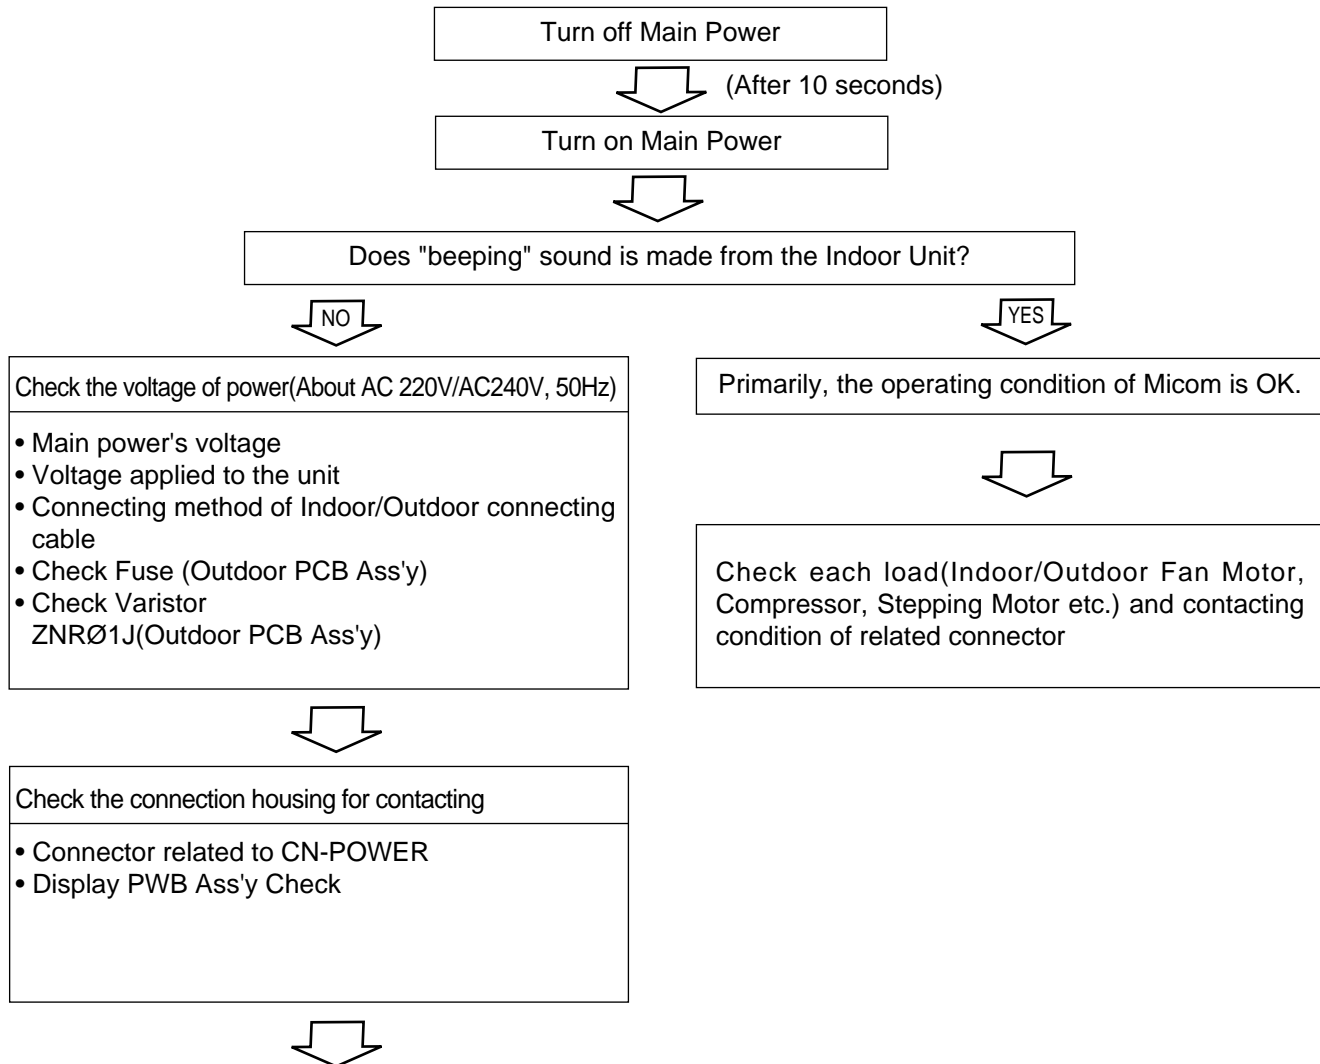 Turn off Main Power
(After 10 seconds)
Turn on Main Power
Does "beeping" sound is made from the Indoor Unit?
NO
YES
Check the voltage of power(About AC 220V/AC240V, 50Hz)
• Main power's voltage
• Voltage applied to the unit
• Connecting method of Indoor/Outdoor connecting
cable
• Check Fuse (Outdoor PCB Ass'y)
• Check Varistor
ZNRØ1J(Outdoor PCB Ass'y)
Primarily, the operating condition of Micom is OK.
Check each load(Indoor/Outdoor Fan Motor,
Compressor, Stepping Motor etc.) and contacting
condition of related connector
Check the connection housing for contacting
• Connector related to CN-POWER
• Display PWB Ass'y Check